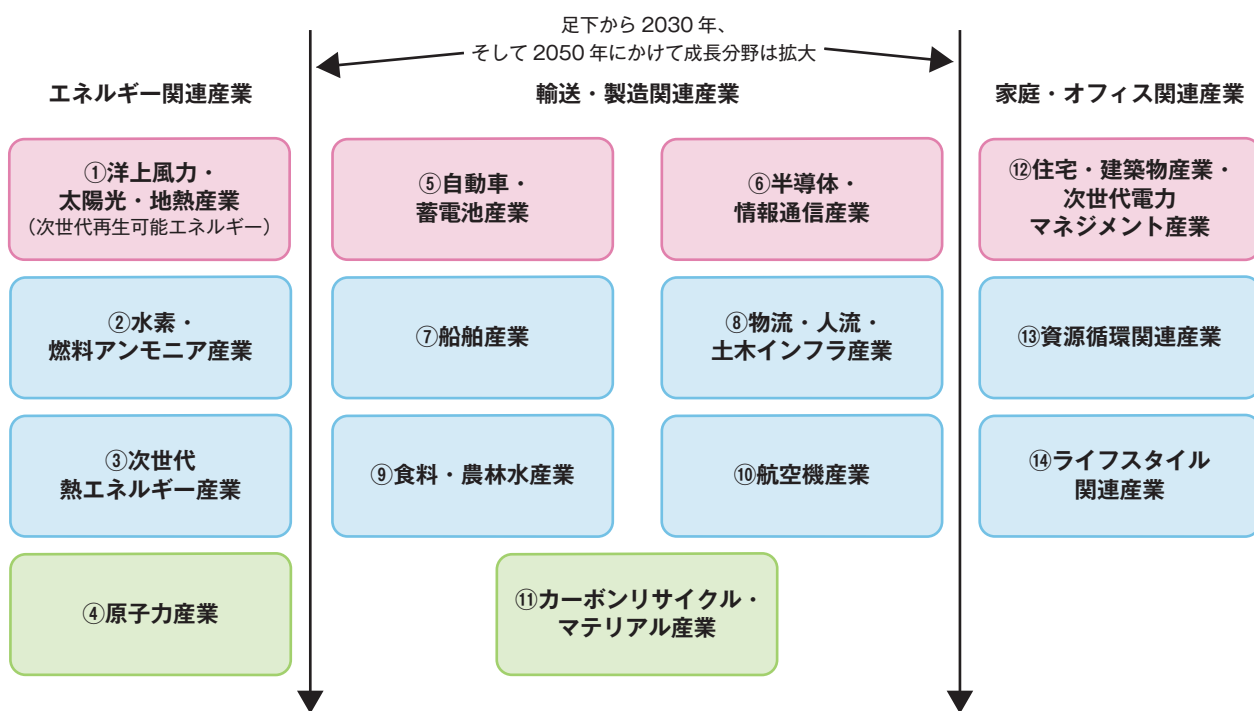 足下から 2030 年、
そして 2050 年にかけて成長分野は拡大
エネルギー関連産業
輸送・製造関連産業
家庭・オフィス関連産業
①洋上風力・
太陽光・地熱産業
（次世代再生可能エネルギー）
⑤自動車・
蓄電池産業
⑥半導体・
情報通信産業
⑫住宅・建築物産業・
次世代電力
マネジメント産業
②水素・
燃料アンモニア産業
⑦船舶産業
⑧物流・人流・
土木インフラ産業
⑬資源循環関連産業
③次世代
熱エネルギー産業
⑨食料・農林水産業
⑩航空機産業
⑭ライフスタイル
関連産業
④原子力産業
⑪カーボンリサイクル・
マテリアル産業